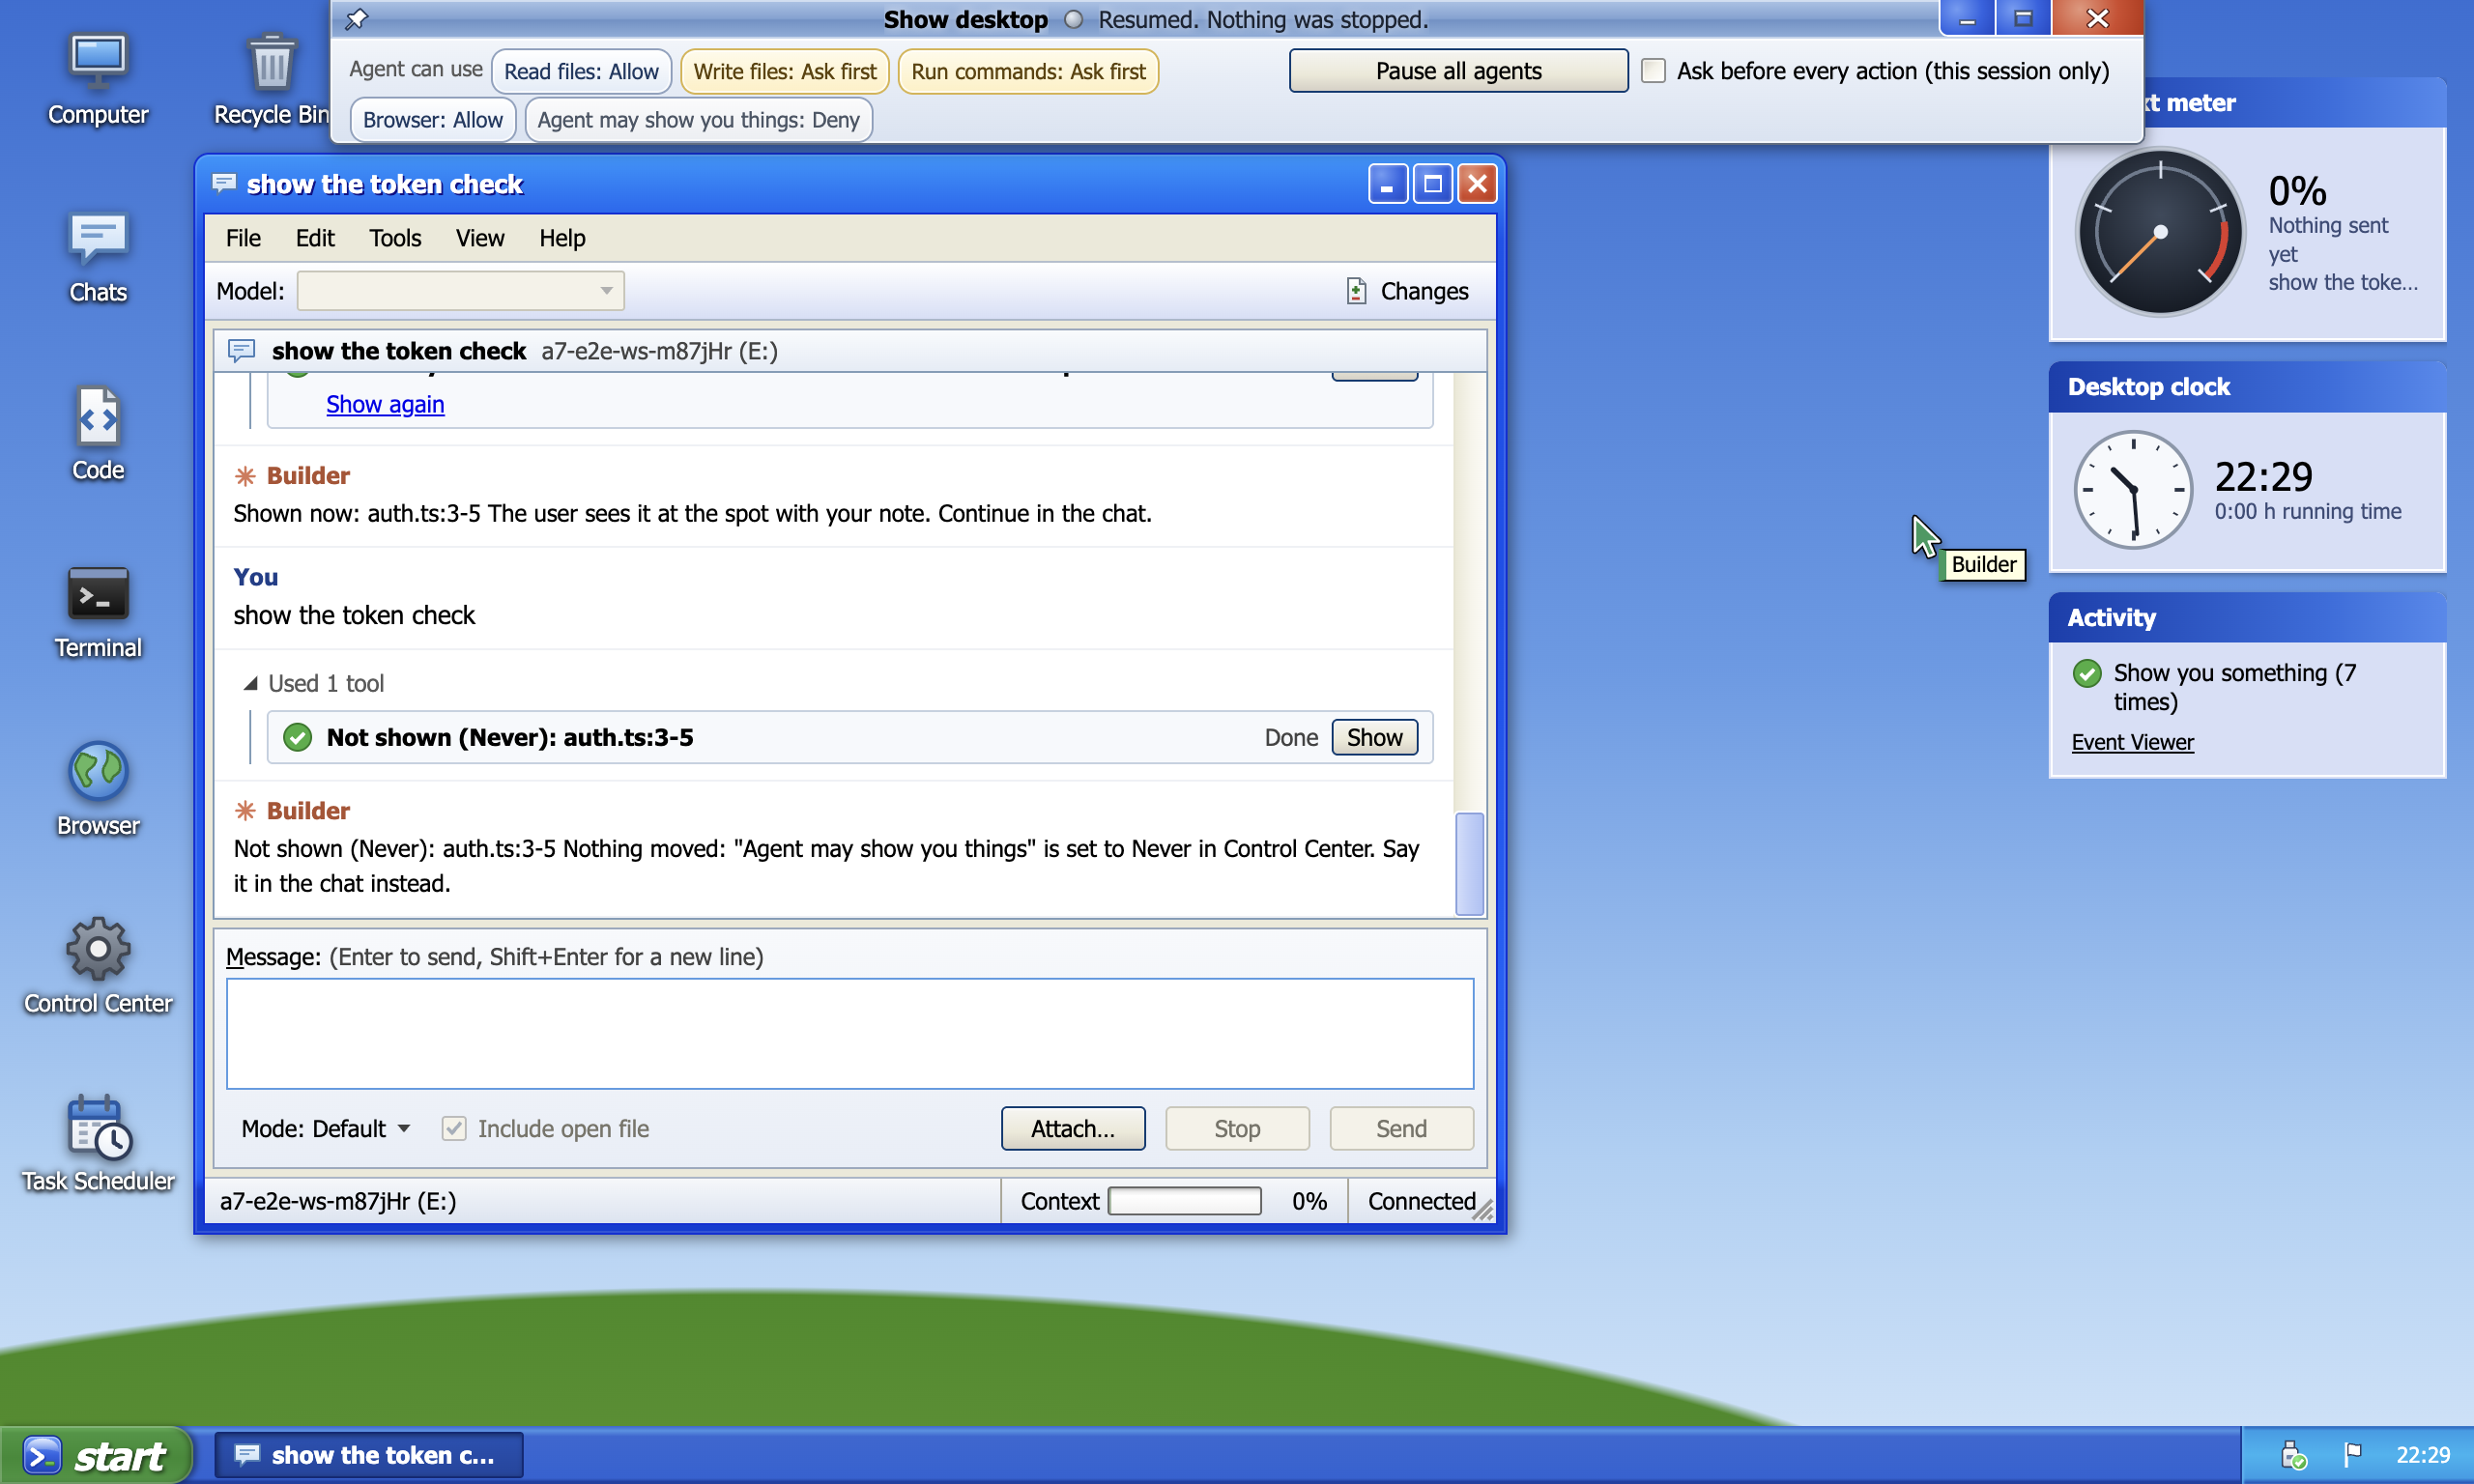 Computer
Recycle Bin
Chats
Code
Terminal
Browser
Control Center
Task Scheduler
Show desktop Resumed. Nothing was stopped.
Agent can use Read files: Allow Write files: Ask first Run commands: Ask first
Pause all agents Ask before every action (this session only)
Browser: Allow Agent may show you things: Deny
show the token check
File Edit Tools View Help
Model:
Changes
show the token check a7-e2e-ws-m87jHr (E:)
Show again
Builder
Shown now: auth.ts:3-5 The user sees it at the spot with your note. Continue in the chat.
You
show the token check
Used 1 tool
Not shown (Never): auth.ts:3-5 Done Show
Builder
Not shown (Never): auth.ts:3-5 Nothing moved: "Agent may show you things" is set to Never in Control Center. Say
it in the chat instead.
Message: (Enter to send, Shift+Enter for a new line)
Mode: Default Include open file Attach... Stop Send
a7-e2e-ws-m87jHr (E:) Context 0% Connected
Builder
meter
0%
Nothing sent
yet
show the toke...
Desktop clock
22:29
0:00 h running time
Activity
Show you something (7
times)
Event Viewer
start
show the token c...
22:29